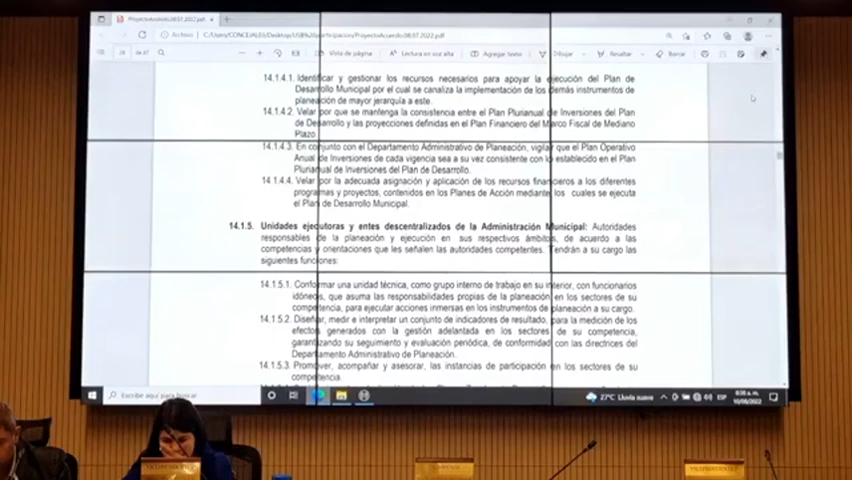 ProyectoAcuerdo08.07.2022.pdf
Archivo | C:/Users/CONCEJALES/Desktop/USB%20participacion/ProyectoAcuerdo08.07.2022.pdf
de 87 Vista de página Lectura en voz alta Agregar texto Dibujar Resaltar Borrar
14.1.4.1. Identificar y gestionar los recursos necesarios para apoyar la ejecución del Plan de
Desarrollo Municipal por el cual se canaliza la implementación de los demás instrumentos de
planeación de mayor jerarquía a este.
14.1.4.2. Velar por que se mantenga la consistencia entre el Plan Plurianual de Inversiones del Plan
de Desarrollo y las proyecciones definidas en el Plan Financiero del Marco Fiscal de Mediano
Plazo.
14.1.4.3. En conjunto con el Departamento Administrativo de Planeación, vigilar que el Plan Operativo
Anual de Inversiones de cada vigencia sea a su vez consistente con lo establecido en el Plan
Plurianual de Inversiones del Plan de Desarrollo.
14.1.4.4. Velar por la adecuada asignación y aplicación de los recursos financieros a los diferentes
programas y proyectos, contenidos en los Planes de Acción mediante los cuales se ejecuta
el Plan de Desarrollo Municipal.
14.1.5. Unidades ejecutoras y entes descentralizados de la Administración Municipal: Autoridades
responsables de la planeación y ejecución en sus respectivos ámbitos, de acuerdo a las
competencias y orientaciones que les señalen las autoridades competentes. Tendrán a su cargo las
siguientes funciones:
14.1.5.1. Conformar una unidad técnica, como grupo interno de trabajo en su interior, con funcionarios
idóneos, que asuma las responsabilidades propias de la planeación en los sectores de su
competencia, para ejecutar acciones inmersas en los instrumentos de planeación a su cargo.
14.1.5.2. Diseñar, medir e interpretar un conjunto de indicadores de resultado, para la medición de los
efectos generados con la gestión adelantada en los sectores de su competencia,
garantizando su seguimiento y evaluación periódica, de conformidad con las directrices del
Departamento Administrativo de Planeación.
14.1.5.3. Promover, acompañar y asesorar, las instancias de participación en los sectores de su
competencia.
Escribe aquí para buscar
27°C Lluvia suave ESP
10/08/2022